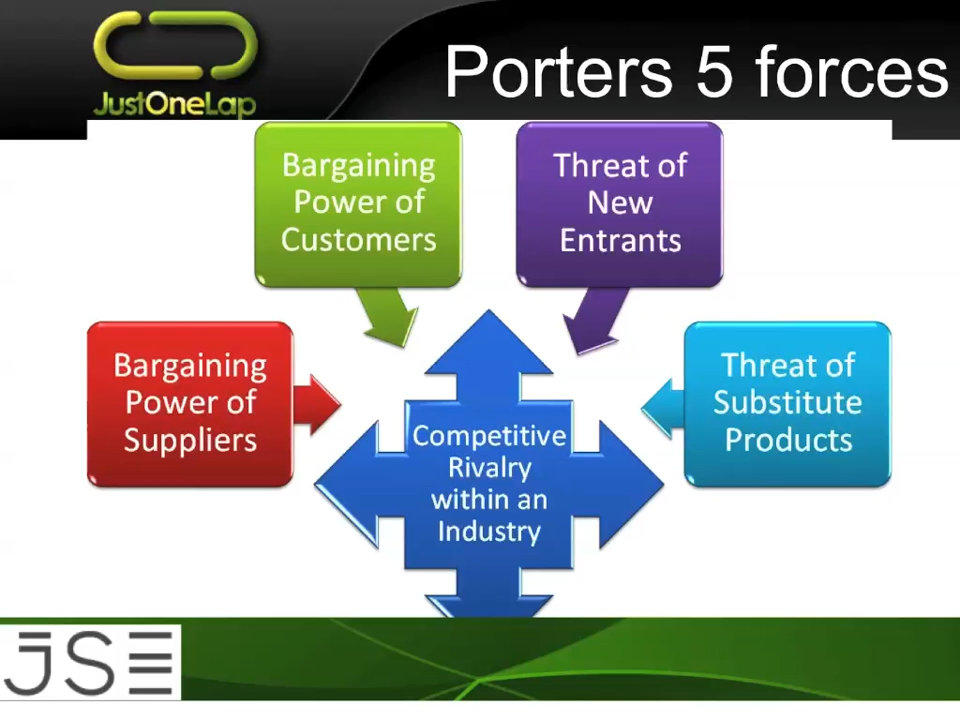 JustOneLap
Porters 5 forces
Bargaining
Power of
Customers
Threat of
New
Entrants
Bargaining
Power of
Suppliers
Competitive
Rivalry
within an
Industry
Threat of
Substitute
Products
JSE